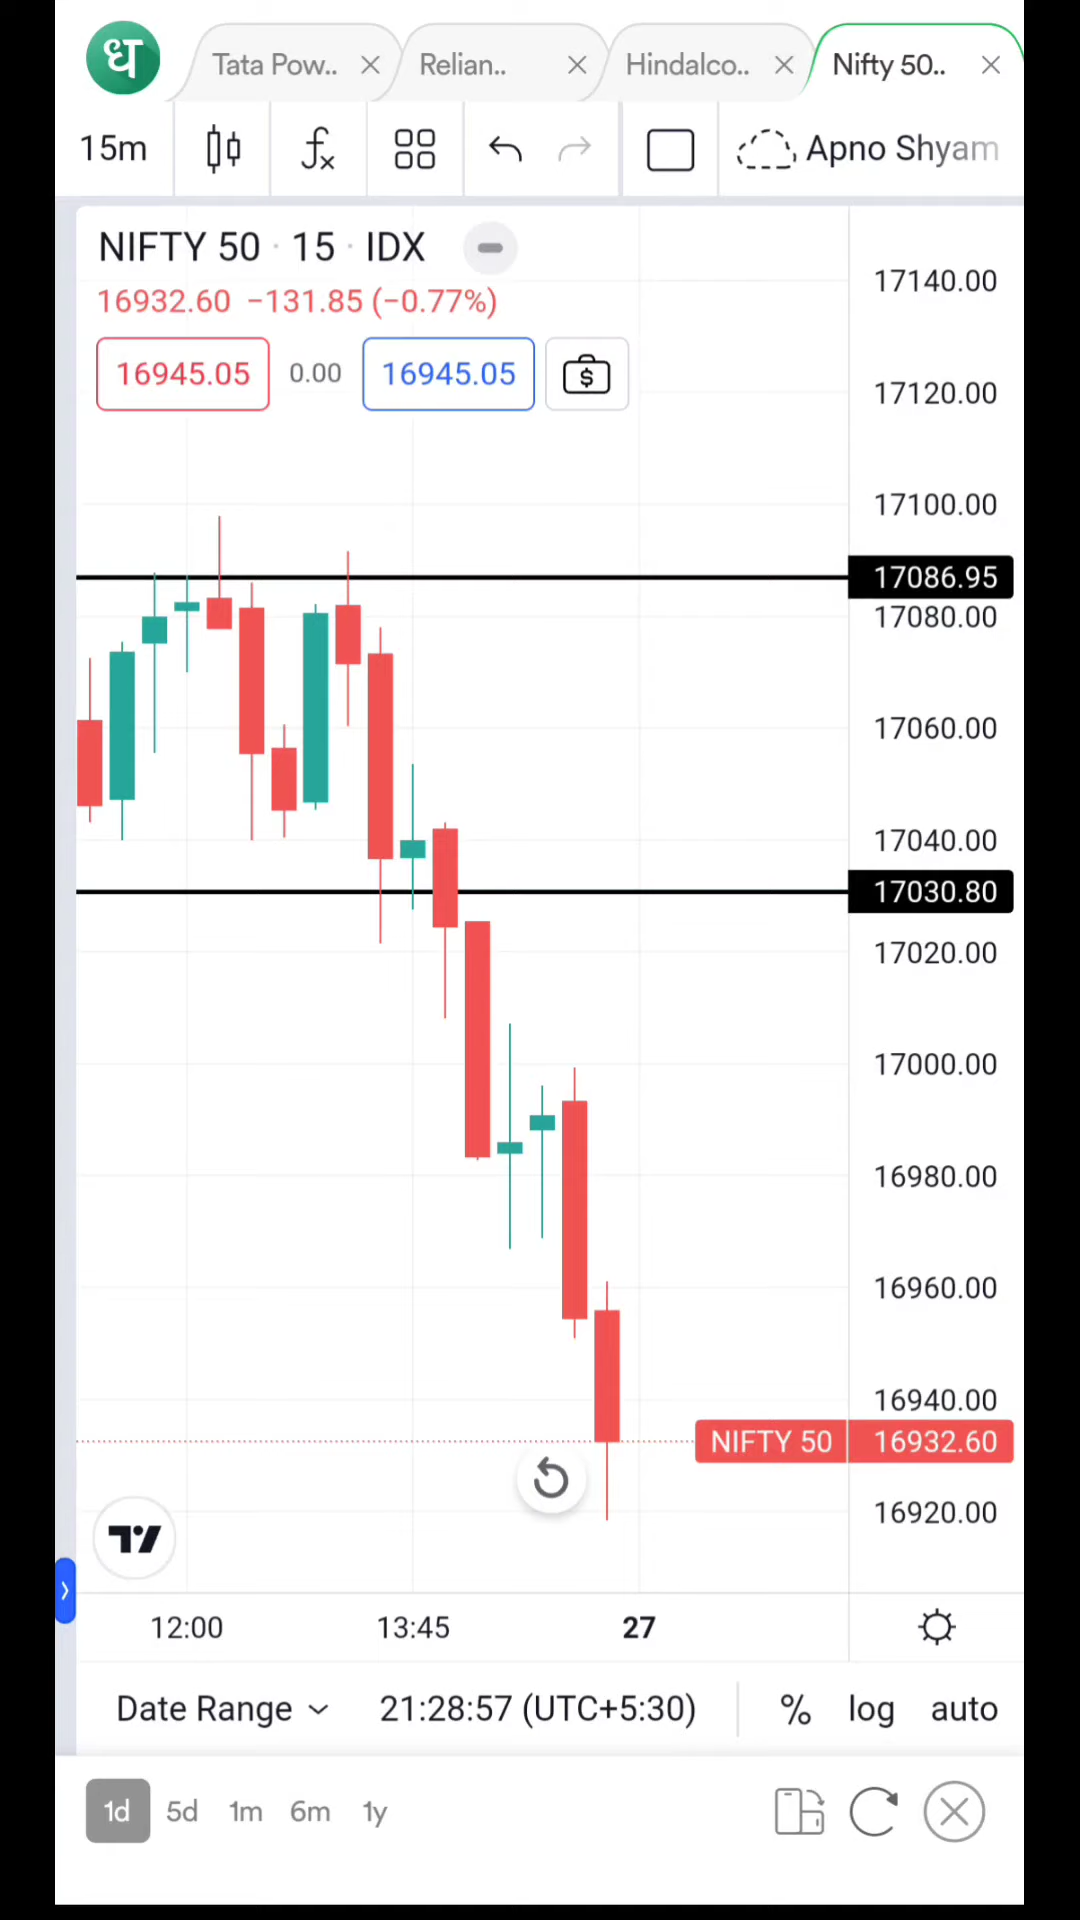 ध
Tata Pow.. Relian.. Hindalco.. Nifty 50..
15m fx Apno Shyam
NIFTY 50 · 15 · IDX
16932.60 −131.85 (−0.77%)
16945.05 0.00 16945.05 $
17140.00
17120.00
17100.00
17086.95
17080.00
17060.00
17040.00
17030.80
17020.00
17000.00
16980.00
16960.00
16940.00
NIFTY 50 16932.60
16920.00
12:00 13:45 27
Date Range 21:28:57 (UTC+5:30) % log auto
1d 5d 1m 6m 1y